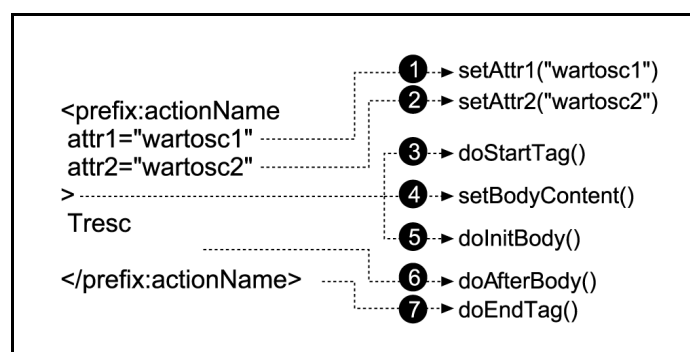 1 setAttr1("wartosc1")
2 setAttr2("wartosc2")
<prefix:actionName
attr1="wartosc1"
attr2="wartosc2"
3 doStartTag()
> 4 setBodyContent()
Tresc
5 doInitBody()
6 doAfterBody()
</prefix:actionName>
7 doEndTag()